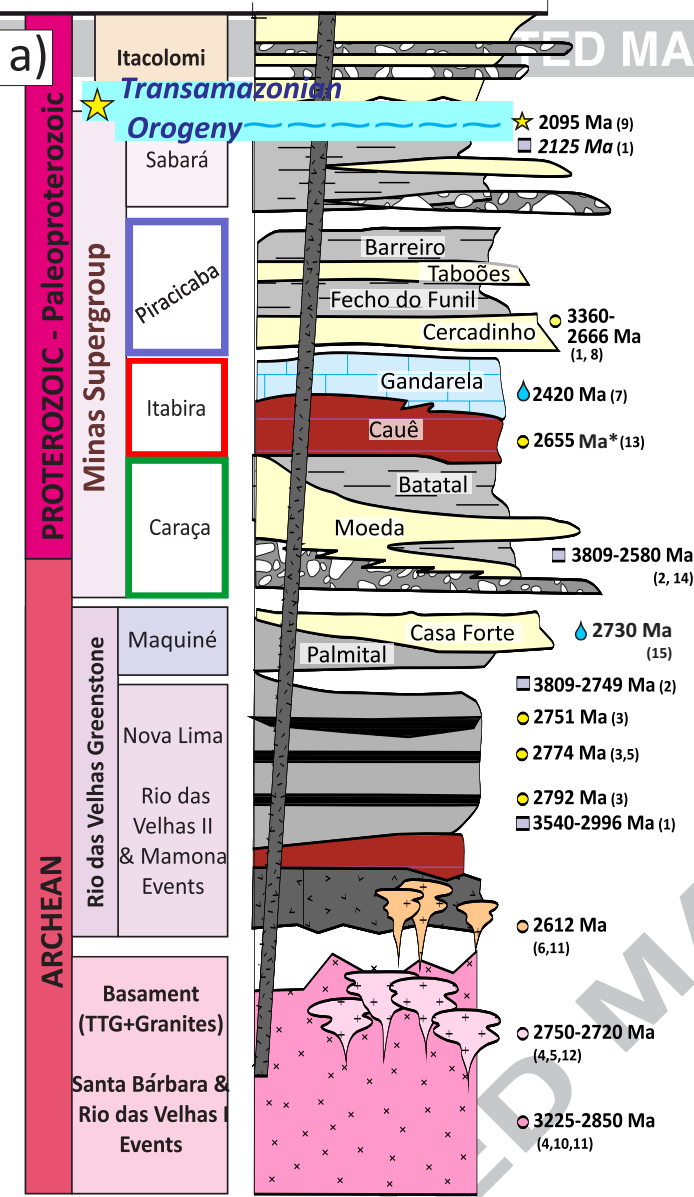 a)
TED MA
Itacolomi
Transamazonian
Orogeny
2095 Ma (9)
2125 Ma (1)
Sabará
PROTEROZOIC - Paleoproterozoic
Minas Supergroup
Piracicaba
Barreiro
Taboões
Fecho do Funil
Cercadinho
3360-
2666 Ma
(1, 8)
Itabira
Gandarela
2420 Ma (7)
Cauê
2655 Ma* (13)
Caraça
Batatal
Moeda
3809-2580 Ma
(2, 14)
ARCHEAN
Rio das Velhas Greenstone
Maquiné
Casa Forte
Palmital
2730 Ma
(15)
3809-2749 Ma (2)
Nova Lima
2751 Ma (3)
2774 Ma (3,5)
Rio das
Velhas II
& Mamona
Events
2792 Ma (3)
3540-2996 Ma (1)
2612 Ma
(6,11)
Basament
(TTG+Granites)
2750-2720 Ma
(4,5,12)
Santa Bárbara &
Rio das Velhas I
Events
3225-2850 Ma
(4,10,11)
ED MA